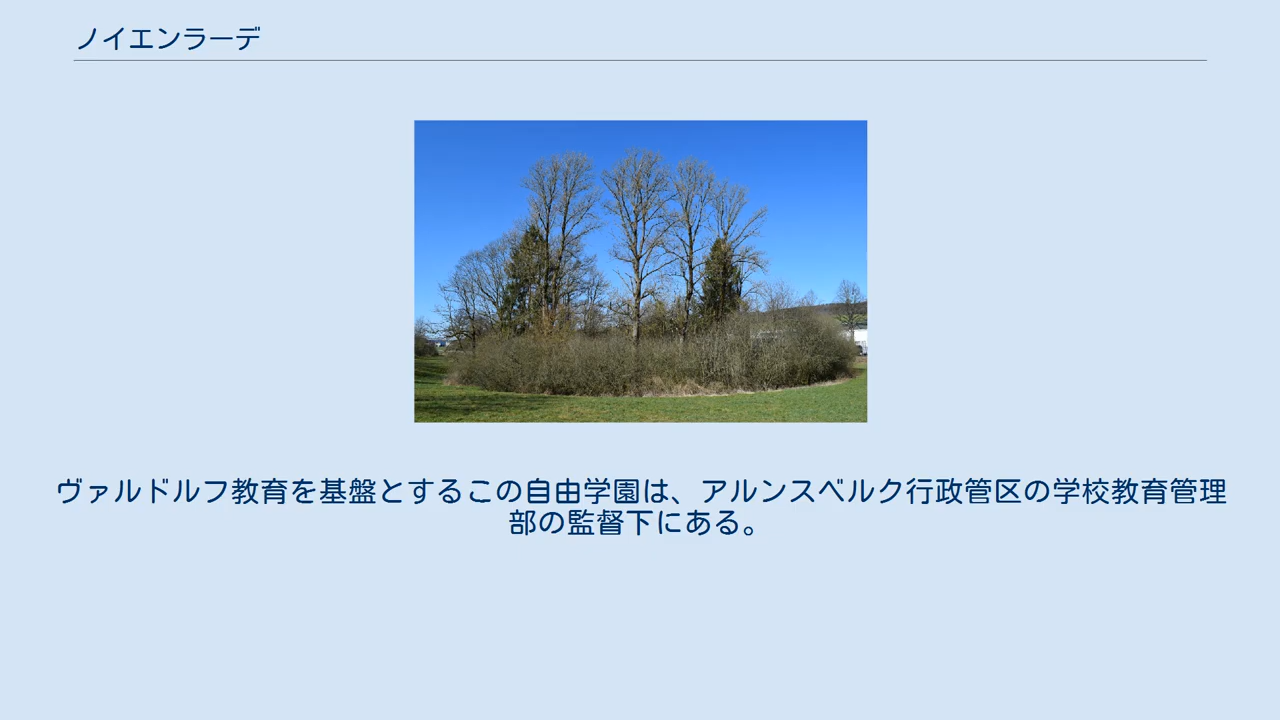 ノイエンラーデ
ヴァルドルフ教育を基盤とするこの自由学園は、アルンスベルク行政管区の学校教育管理
部の監督下にある。